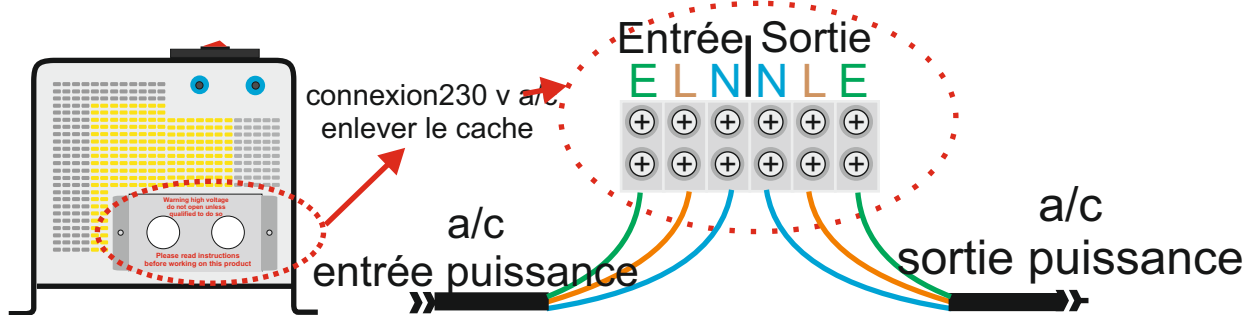 Entrée Sortie
E L N N L E
connexion230 v a/c
enlever le cache
Warning high voltage
do not open unless
qualified to do so
Please read instructions
before working on this product
a/c
entrée puissance
a/c
sortie puissance